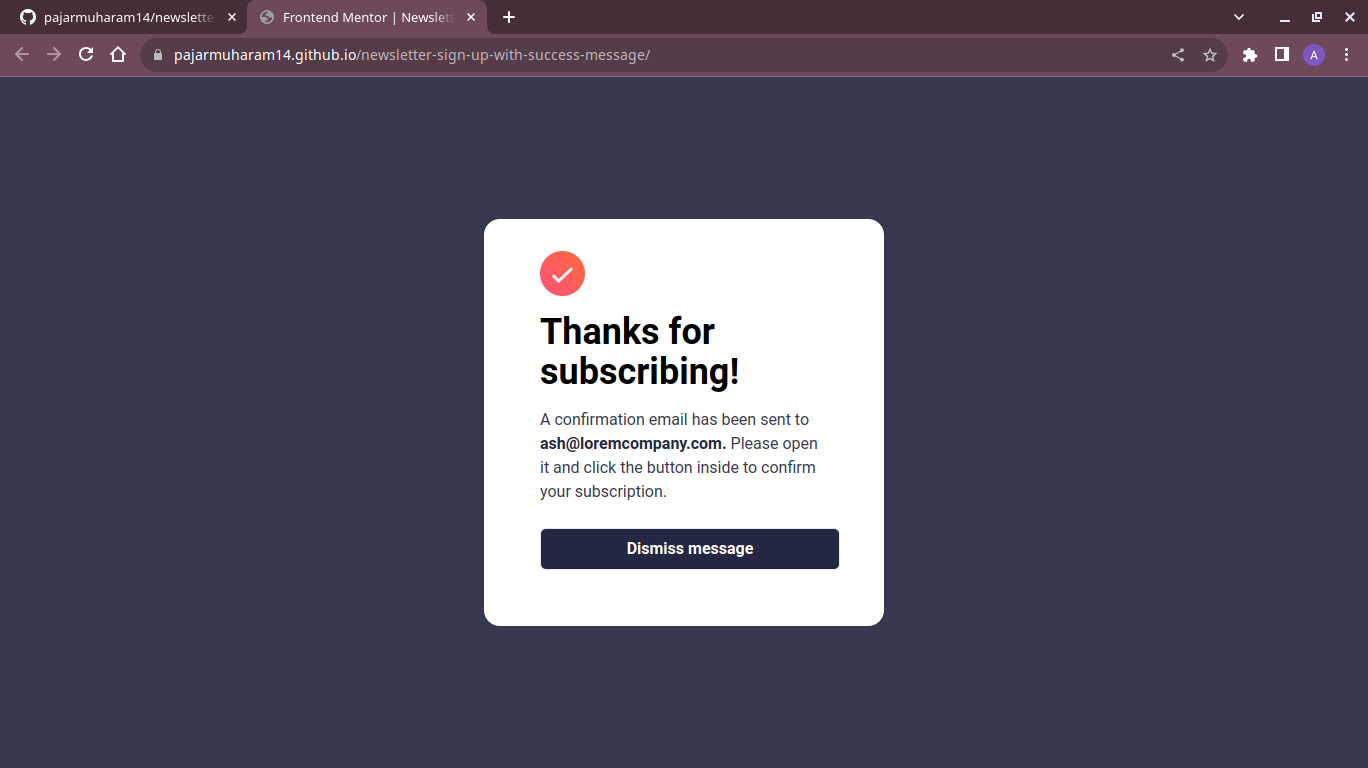 pajarmuharam14/newslette
Frontend Mentor | Newslett
pajarmuharam14.github.io/newsletter-sign-up-with-success-message/
A
Thanks for
subscribing!
A confirmation email has been sent to
ash@loremcompany.com. Please open
it and click the button inside to confirm
your subscription.
Dismiss message